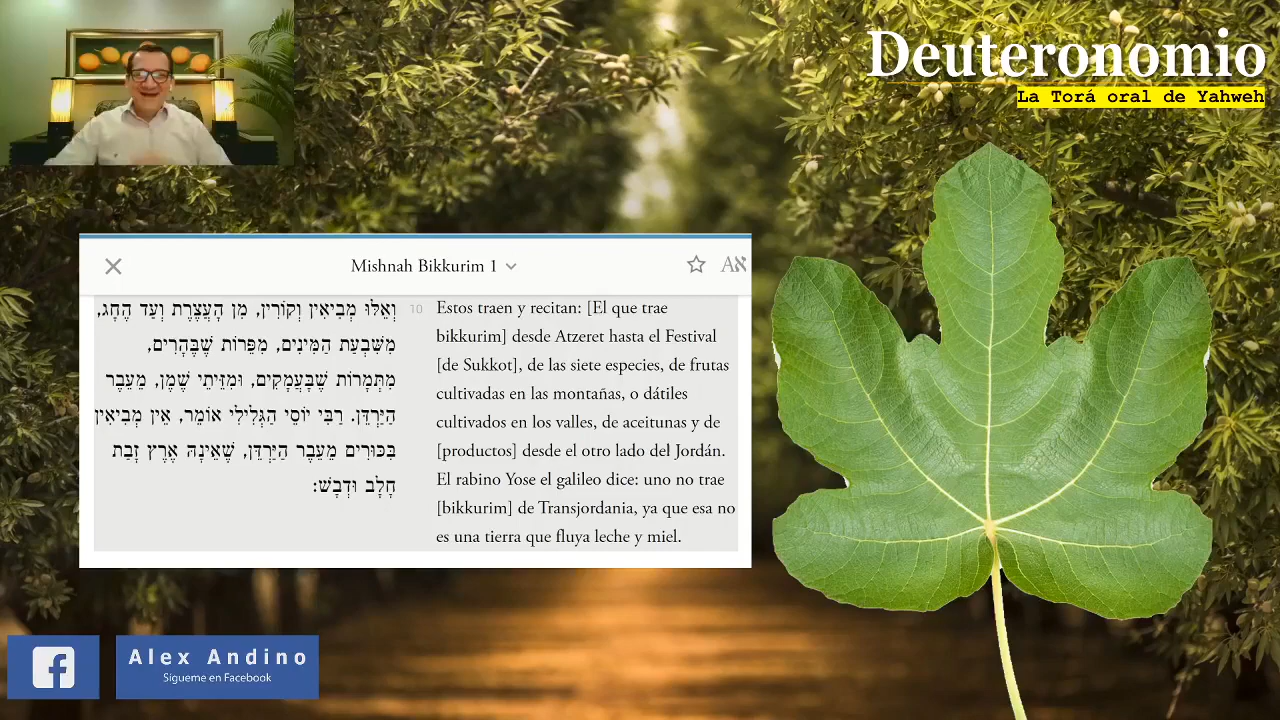 Deuteronomio
La Torá oral de Yahweh
Mishnah Bikkurim 1
אא
וְאֵלּוּ מְבִיאִין וְקוֹרִין, מִן הָעֲצֶרֶת וְעַד הֶחָג,
מִשִּׁבְעַת הַמִּינִים, מִפֵּרוֹת שֶׁבֶּהָרִים,
מִתְּמָרוֹת שֶׁבָּעֲמָקִים, וּמִזֵּיתֵי שֶׁמֶן, מֵעֵבֶר
הַיַּרְדֵּן. רַבִּי יוֹסֵי הַגְּלִילִי אוֹמֵר, אֵין מְבִיאִין
בִּכּוּרִים מֵעֵבֶר הַיַּרְדֵּן, שֶׁאֵינָהּ אֶרֶץ זָבַת
חָלָב וּדְבָשׁ:
10
Estos traen y recitan: [El que trae
bikkurim] desde Atzeret hasta el Festival
[de Sukkot], de las siete especies, de frutas
cultivadas en las montañas, o dátiles
cultivados en los valles, de aceitunas y de
[productos] desde el otro lado del Jordán.
El rabino Yose el galileo dice: uno no trae
[bikkurim] de Transjordania, ya que esa no
es una tierra que fluya leche y miel.
f
Alex Andino
Sigueme en Facebook